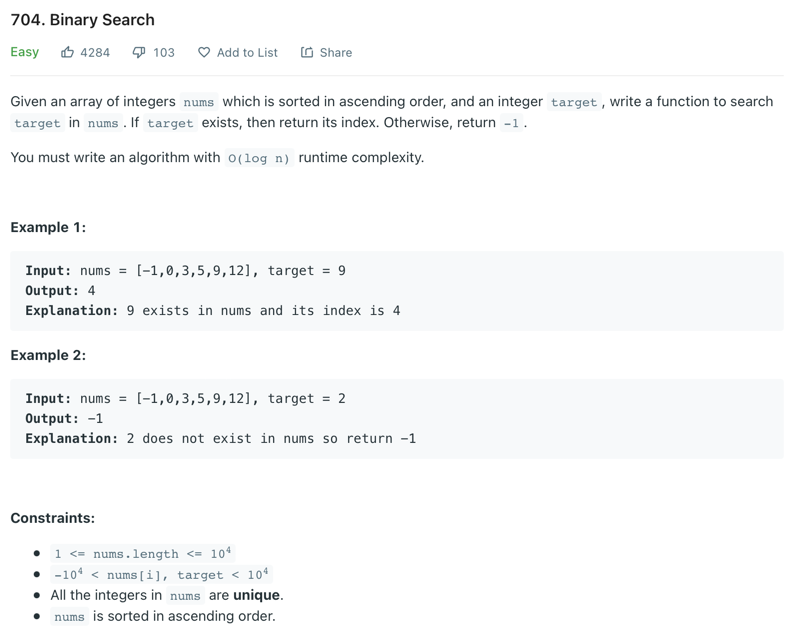 704. Binary Search
Easy 4284 103 Add to List Share
Given an array of integers nums which is sorted in ascending order, and an integer target , write a function to search
target in nums . If target exists, then return its index. Otherwise, return -1 .
You must write an algorithm with O(log n) runtime complexity.
Example 1:
Input: nums = [-1,0,3,5,9,12], target = 9
Output: 4
Explanation: 9 exists in nums and its index is 4
Example 2:
Input: nums = [-1,0,3,5,9,12], target = 2
Output: -1
Explanation: 2 does not exist in nums so return -1
Constraints:
• 1 <= nums.length <= 10⁴
• -10⁴ < nums[i], target < 10⁴
• All the integers in nums are unique.
• nums is sorted in ascending order.